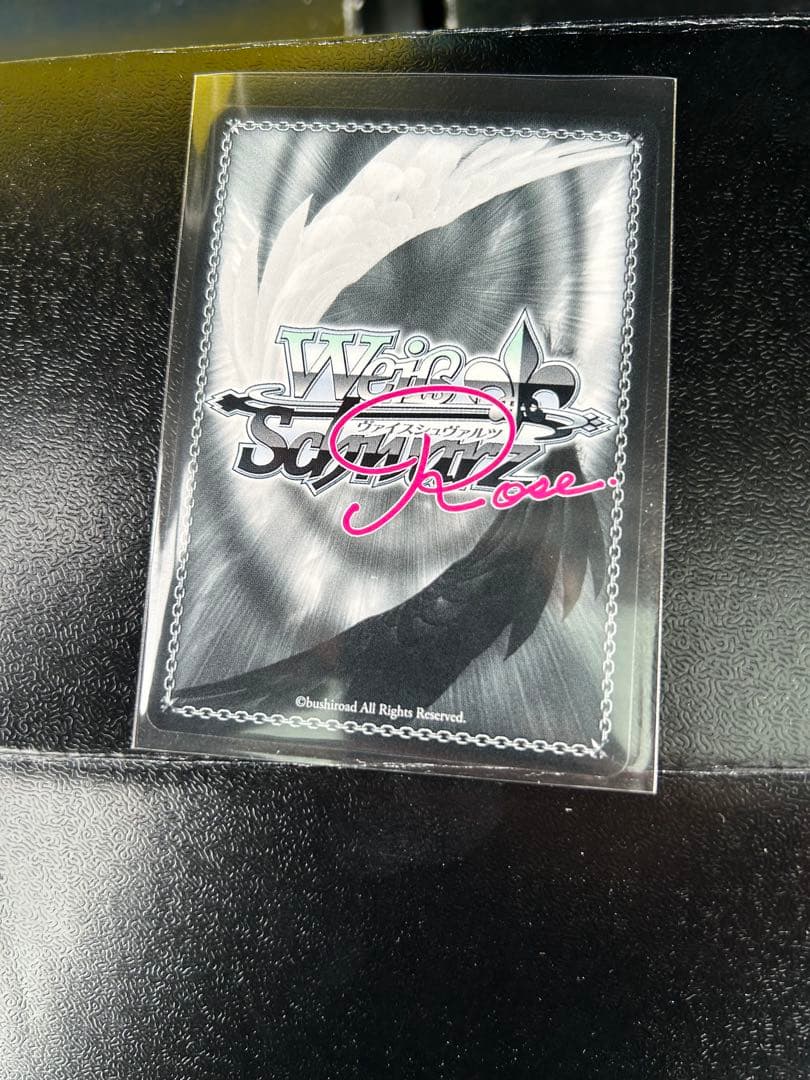 Weiß
ヴァイスシュヴァルツ
Schwarz
Rose.
©bushiroad All Rights Reserved.